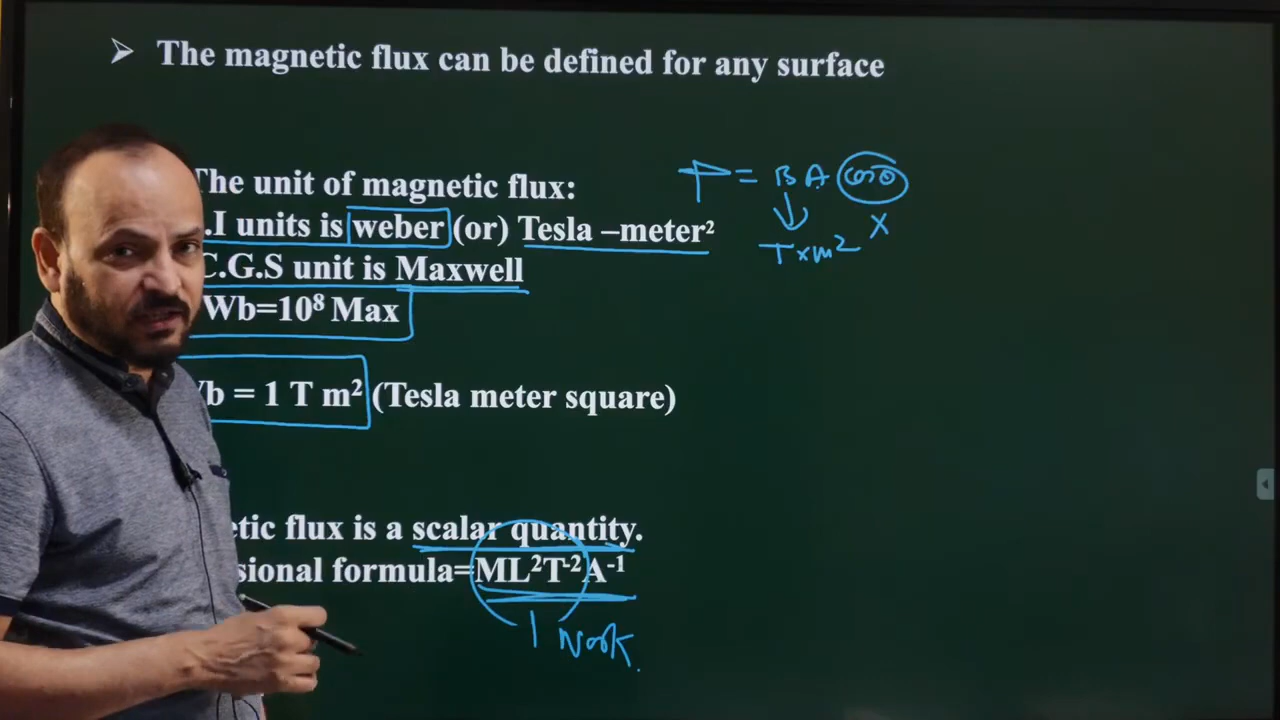 ➤ The magnetic flux can be defined for any surface
The unit of magnetic flux:
.I units is weber (or) Tesla –meter²
C.G.S unit is Maxwell
Wb=10⁸ Max
Wb = 1 T m² (Tesla meter square)
etic flux is a scalar quantity.
sional formula=ML²T⁻²A⁻¹
= BA cosθ
T×m² X
1 Work.